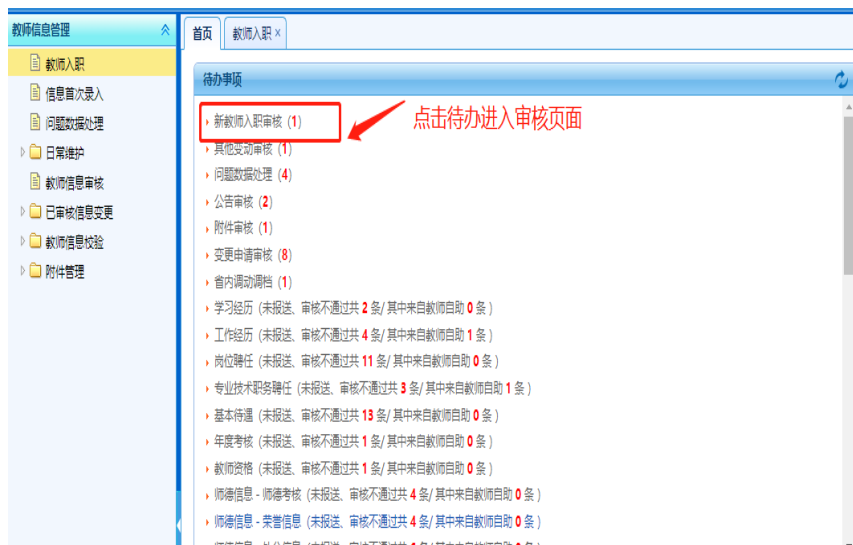 教师信息管理
首页 教师入职 ×
教师入职
信息首次录入
问题数据处理
日常维护
教师信息审核
已审核信息变更
教师信息校验
附件管理
待办事项
新教师入职审核 (1)
点击待办进入审核页面
其他变动审核 (1)
问题数据处理 (4)
公告审核 (2)
附件审核 (1)
变更申请审核 (8)
省内调动调档 (1)
学习经历 (未报送、审核不通过共 2 条/ 其中来自教师自助 0 条 )
工作经历 (未报送、审核不通过共 4 条/ 其中来自教师自助 1 条 )
岗位聘任 (未报送、审核不通过共 11 条/ 其中来自教师自助 0 条 )
专业技术职务聘任 (未报送、审核不通过共 3 条/ 其中来自教师自助 1 条 )
基本待遇 (未报送、审核不通过共 13 条/ 其中来自教师自助 0 条 )
年度考核 (未报送、审核不通过共 1 条/ 其中来自教师自助 0 条 )
教师资格 (未报送、审核不通过共 1 条/ 其中来自教师自助 0 条 )
师德信息 - 师德考核 (未报送、审核不通过共 4 条/ 其中来自教师自助 0 条 )
师德信息 - 荣誉信息 (未报送、审核不通过共 4 条/ 其中来自教师自助 0 条 )